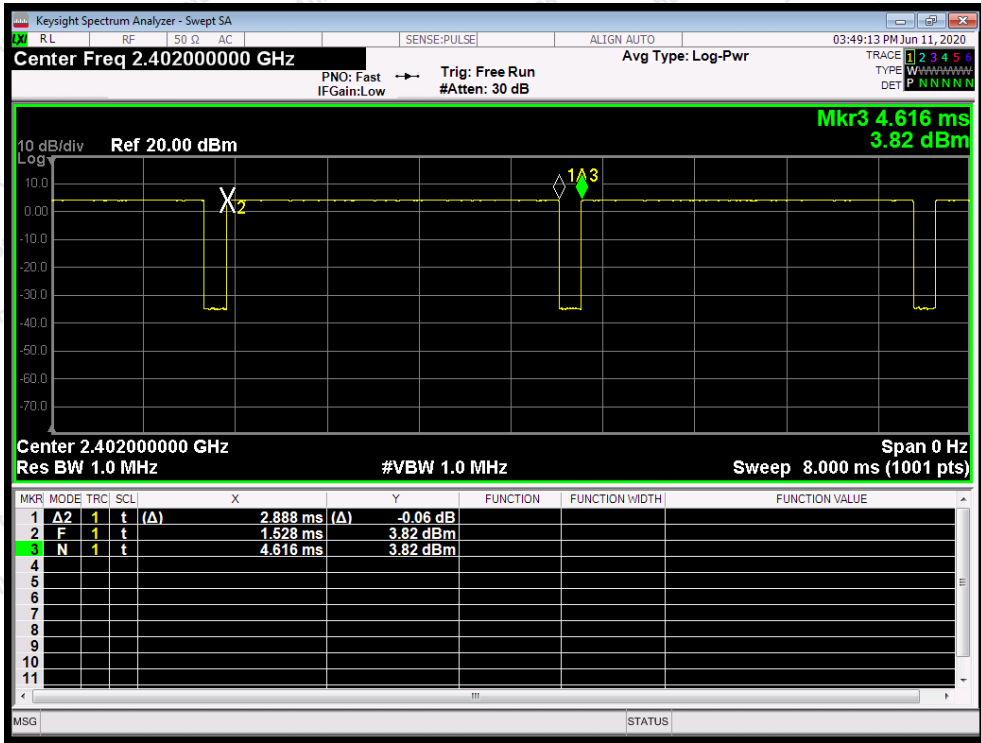 Keysight Spectrum Analyzer - Swept SA
LXI RL RF 50 Ω AC SENSE:PULSE ALIGN AUTO 03:49:13 PM Jun 11, 2020
Center Freq 2.402000000 GHz Avg Type: Log-Pwr TRACE 1 2 3 4 5 6
PNO: Fast Trig: Free Run TYPE WWWWWW
IFGain:Low #Atten: 30 dB DET P N N N N N
Mkr3 4.616 ms
10 dB/div Ref 20.00 dBm 3.82 dBm
Log
10.0
0.00
-10.0
-20.0
-30.0
-40.0
-50.0
-60.0
-70.0
X2
1Δ3
Center 2.402000000 GHz Span 0 Hz
Res BW 1.0 MHz #VBW 1.0 MHz Sweep 8.000 ms (1001 pts)
MKR MODE TRC SCL X Y FUNCTION FUNCTION WIDTH FUNCTION VALUE
1 Δ2 1 t (Δ) 2.888 ms (Δ) -0.06 dB
2 F 1 t 1.528 ms 3.82 dBm
3 N 1 t 4.616 ms 3.82 dBm
4
5
6
7
8
9
10
11
MSG STATUS